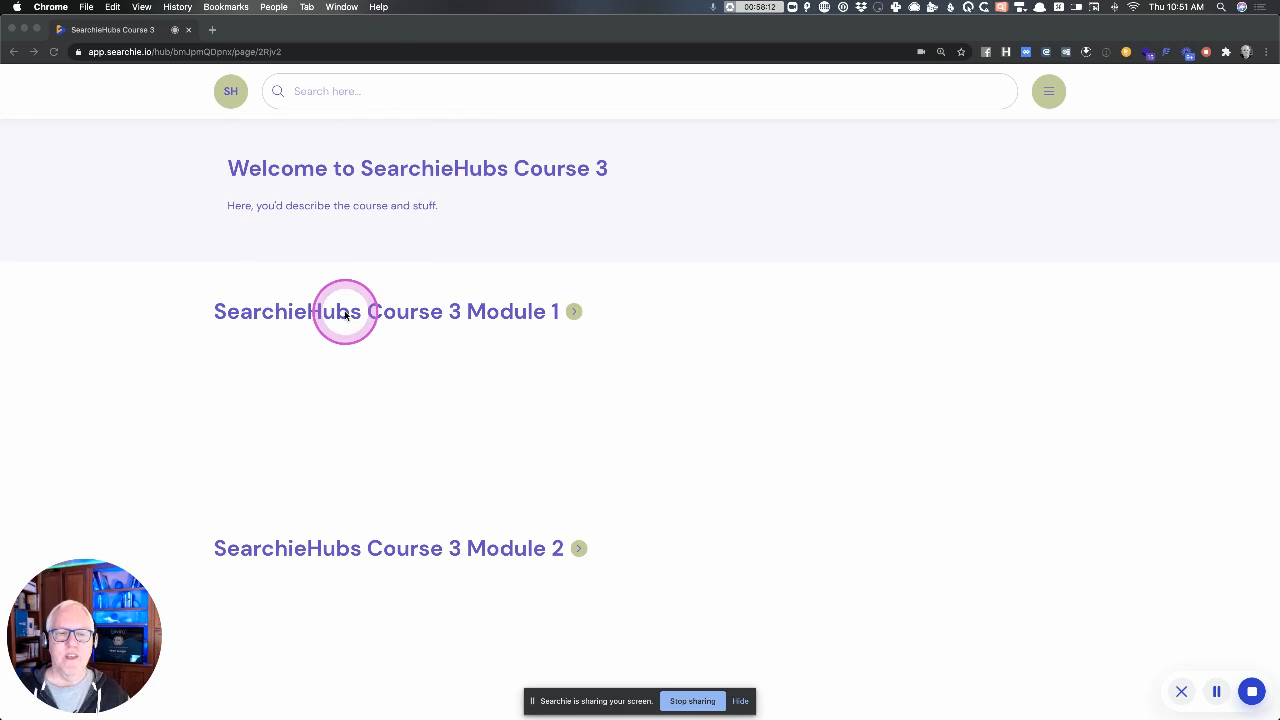 Chrome File Edit View History Bookmarks People Tab Window Help
00:58:12
Thu 10:51 AM
SearchieHubs Course 3
app.searchie.io/hub/bmJpmQDpnx/page/2Rjv2
SH
Search here...
Welcome to SearchieHubs Course 3
Here, you'd describe the course and stuff.
SearchieHubs Course 3 Module 1
SearchieHubs Course 3 Module 2
Searchie is sharing your screen. Stop sharing Hide